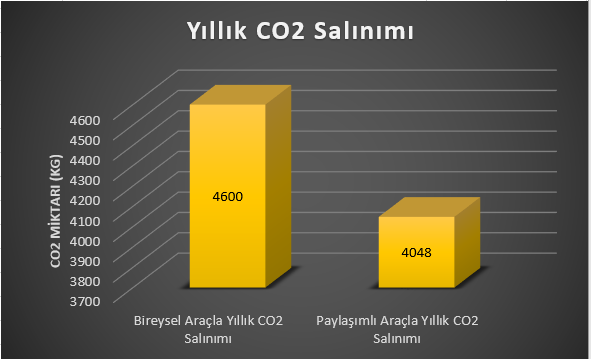 Yıllık CO2 Salınımı
CO2 MİKTARI (KG)
4600
4500
4400
4300
4200
4100
4000
3900
3800
3700
4600
4048
Bireysel Araçla Yıllık CO2
Salınımı
Paylaşımlı Araçla Yıllık CO2
Salınımı